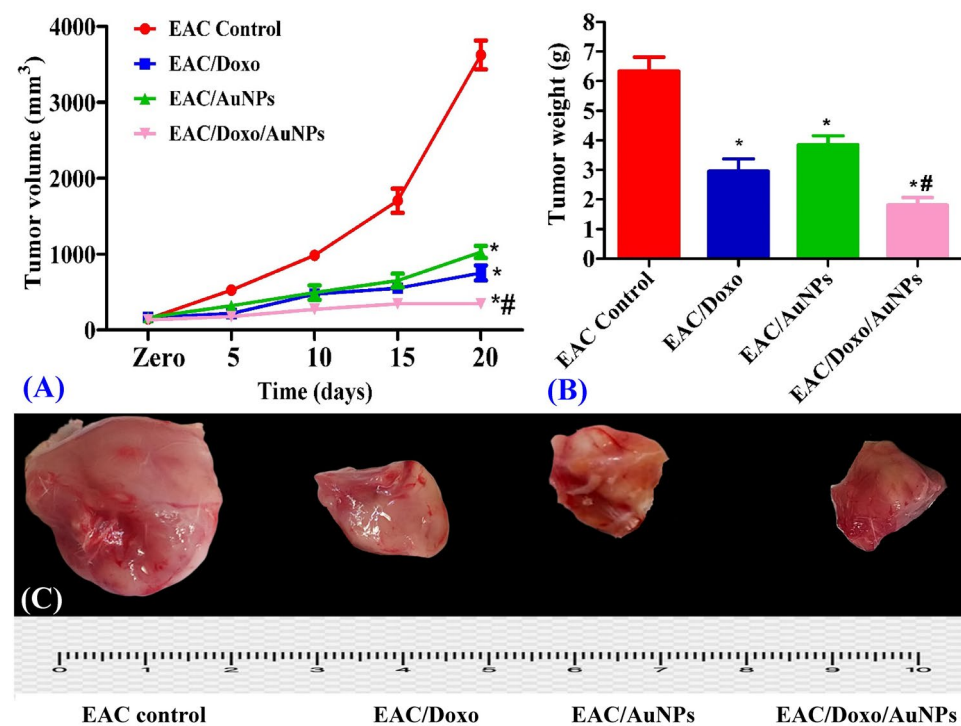 4000
3000
2000
1000
0
Tumor volume (mm³)
EAC Control
EAC/Doxo
EAC/AuNPs
EAC/Doxo/AuNPs
*
*
*#
Zero 5 10 15 20
Time (days)
(A)
8
7
6
5
4
3
2
1
0
Tumor weight (g)
*
*
*#
EAC Control
EAC/Doxo
EAC/AuNPs
EAC/Doxo/AuNPs
(B)
(C)
0 1 2 3 4 5 6 7 8 9 10
EAC control EAC/Doxo EAC/AuNPs EAC/Doxo/AuNPs